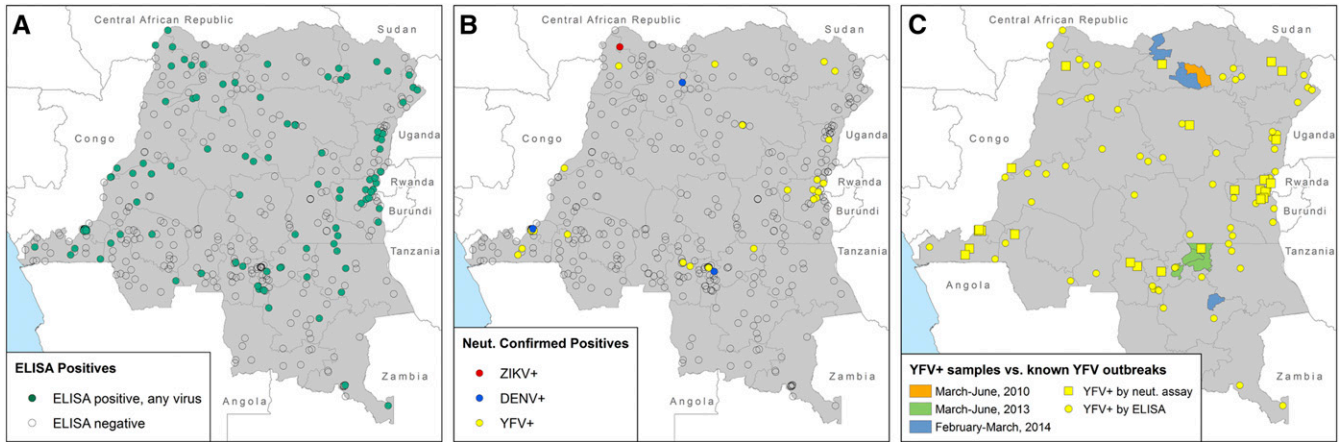 A
Central African Republic
Sudan
Congo
Uganda
Rwanda
Burundi
Tanzania
Zambia
Angola
ELISA Positives
ELISA positive, any virus
ELISA negative
B
Central African Republic
Sudan
Congo
Uganda
Rwanda
Burundi
Tanzania
Zambia
Angola
Neut. Confirmed Positives
ZIKV+
DENV+
YFV+
C
Central African Republic
Sudan
Congo
Uganda
Rwanda
Burundi
Tanzania
Angola
Zambia
YFV+ samples vs. known YFV outbreaks
March-June, 2010
March-June, 2013
February-March, 2014
YFV+ by neut. assay
YFV+ by ELISA